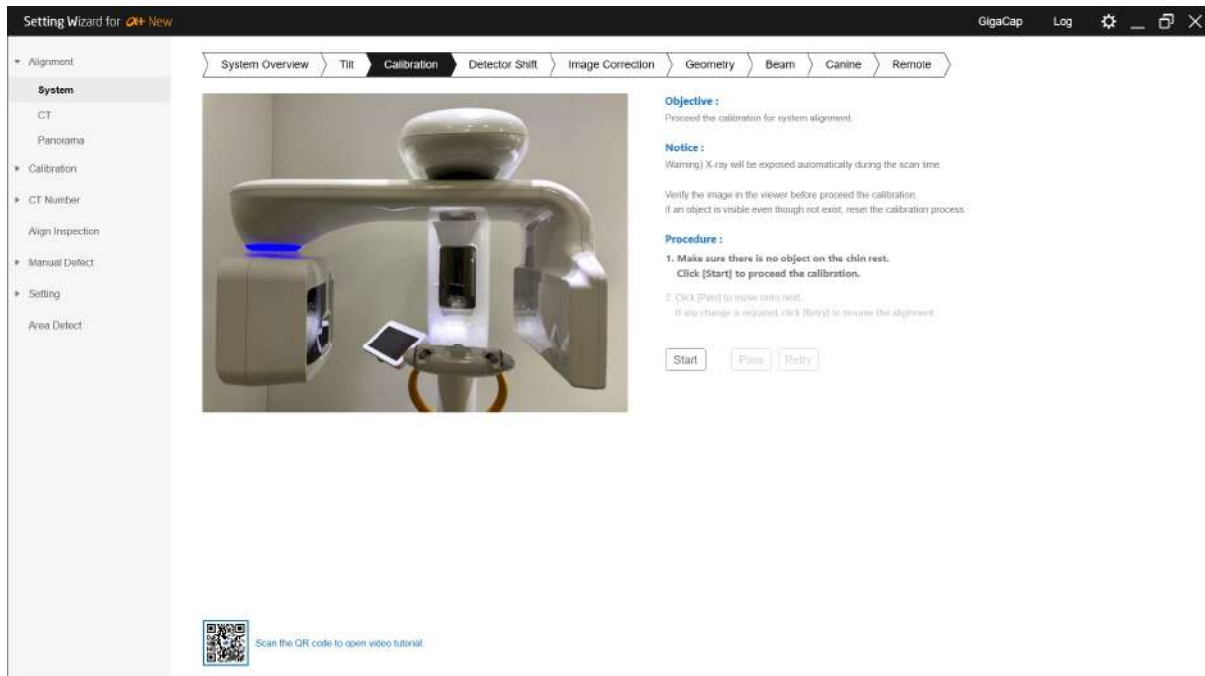 Setting Wizard for α+ New
GigaCap
Log
Alignment
System
CT
Panorama
Calibration
CT Number
Align Inspection
Manual Defect
Setting
Area Defect
System Overview
Tilt
Calibration
Detector Shift
Image Correction
Geometry
Beam
Canine
Remote
Objective :
Proceed the calibration for system alignment.
Notice :
Warning) X-ray will be exposed automatically during the scan time.
Verify the image in the viewer before proceed the calibration.
If an object is visible even though not exist, reset the calibration process.
Procedure :
1. Make sure there is no object on the chin rest.
Click [Start] to proceed the calibration.
2. Click [Pass] to move onto next.
If any change is required, click [Retry] to resume the alignment.
Start
Pass
Retry
Scan the QR code to open video tutorial